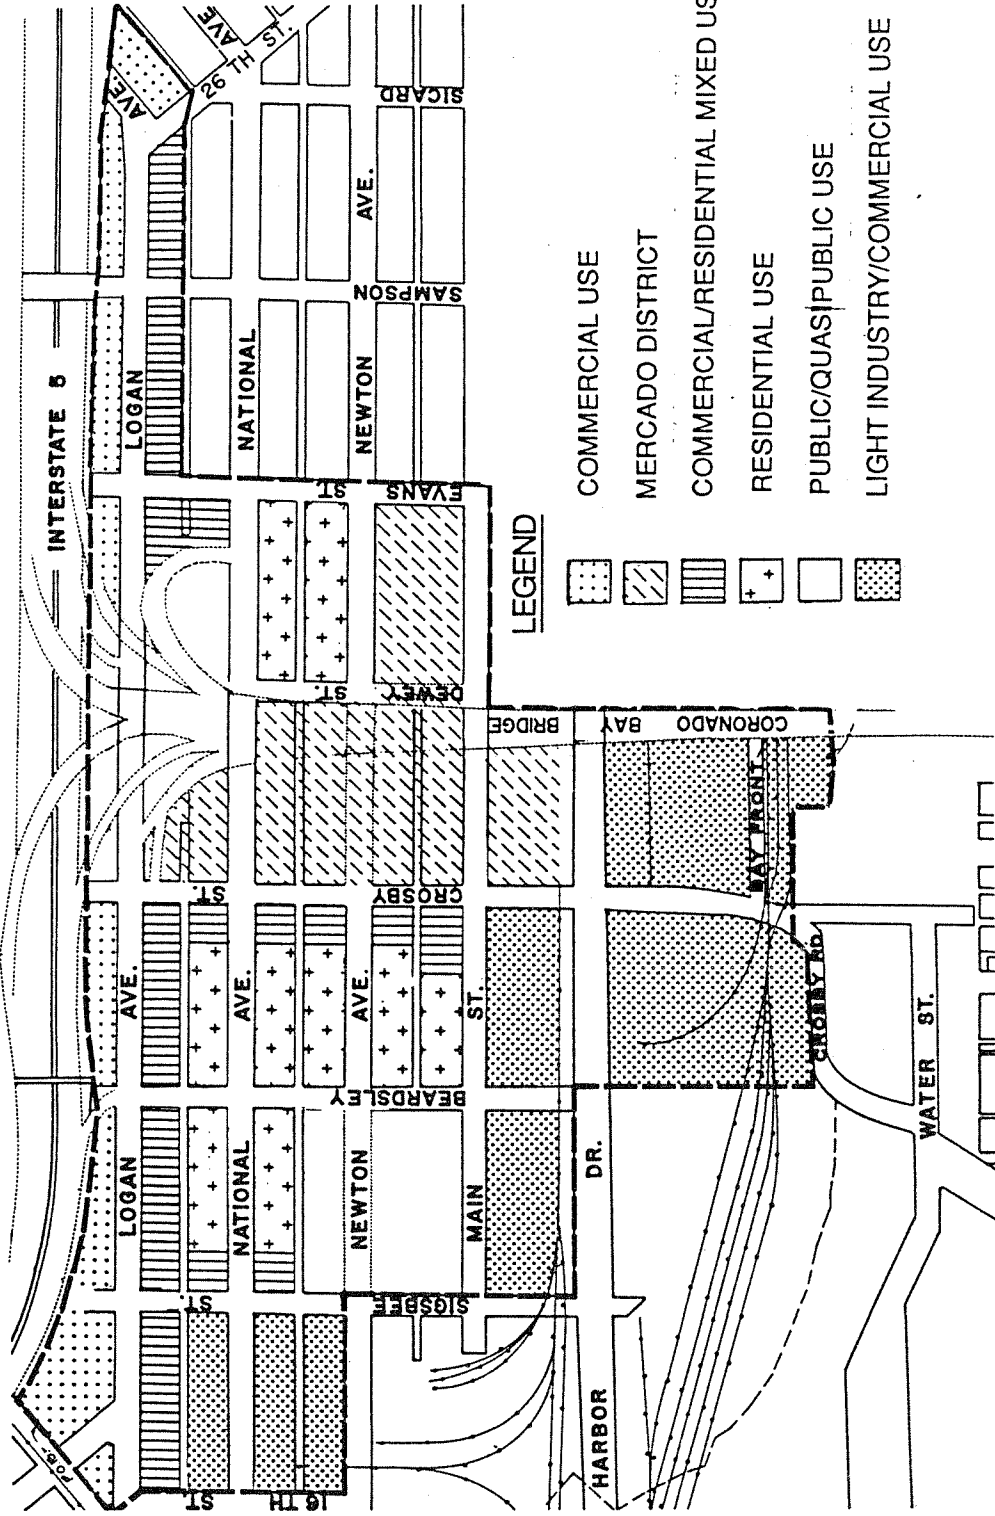 INTERSTATE 5
LOGAN
AVE.
LOGAN
AVE
AVE
26 TH ST.
NATIONAL
AVE.
NATIONAL
NEWTON
AVE.
NEWTON
AVE.
MAIN
ST.
HARBOR
DR.
WATER ST.
CROSBY RD.
BAY FRONT
16 TH
ST.
SIGSBEE
ST.
BEARDSLEY
CROSBY
ST.
DEWEY
ST.
EVANS
ST.
SAMPSON
SICARD
CORONADO
BAY
BRIDGE
LEGEND
COMMERCIAL USE
MERCADO DISTRICT
COMMERCIAL/RESIDENTIAL MIXED US
RESIDENTIAL USE
PUBLIC/QUASI PUBLIC USE
LIGHT INDUSTRY/COMMERCIAL USE